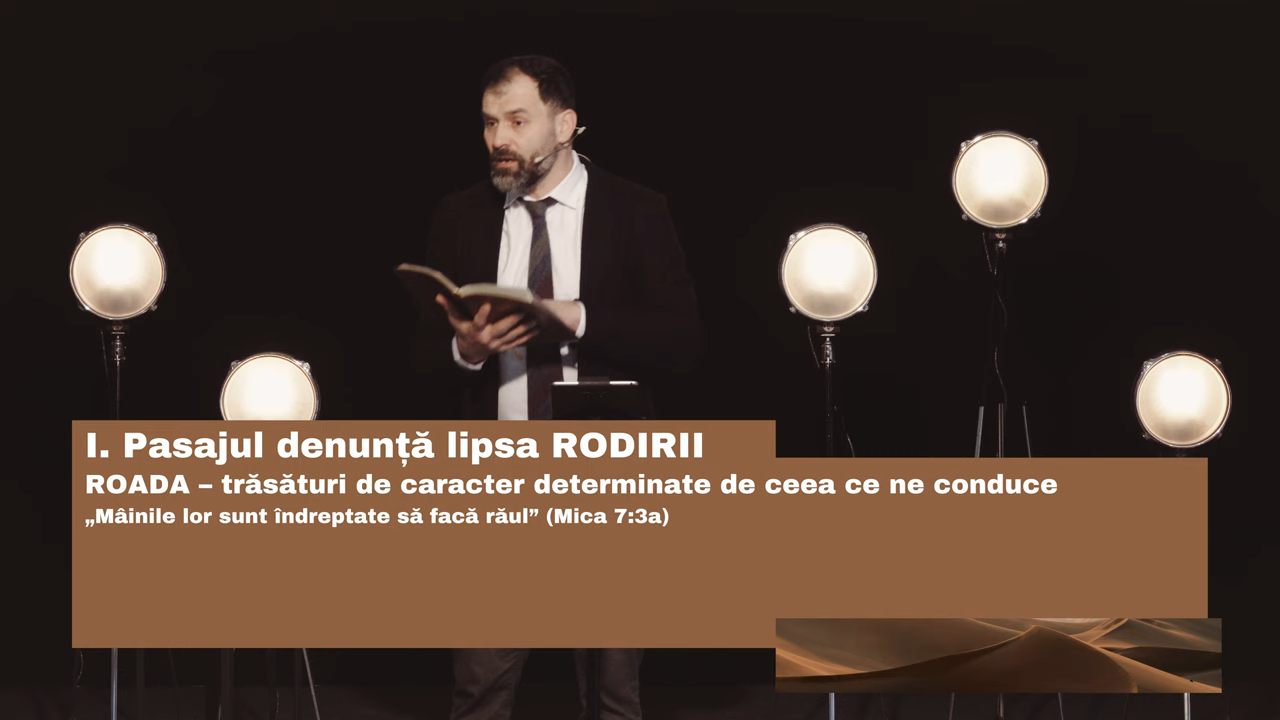 I. Pasajul denunță lipsa RODIRII
ROADA – trăsături de caracter determinate de ceea ce ne conduce
„Mâinile lor sunt îndreptate să facă răul” (Mica 7:3a)